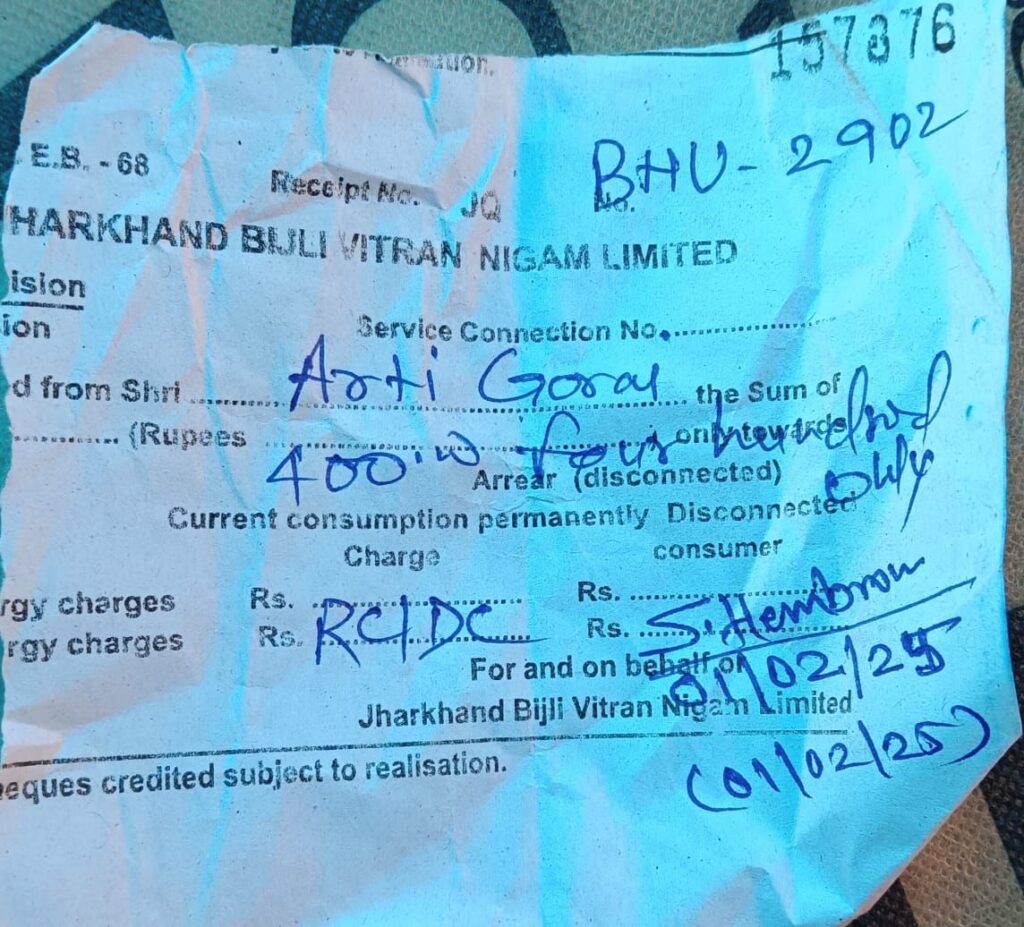 157376
E.B. - 68
Receipt No. JQ No. BHU - 2902
HARKHAND BIJLI VITRAN NIGAM LIMITED
ision
ion Service Connection No.
d from Shri Arti Gorai the Sum of
(Rupees 400 four hundred only towards
only
Arrear (disconnected)
Current consumption permanently Disconnected
Charge consumer
rgy charges Rs. Rs.
rgy charges Rs. RC/DC Rs. S. Hembrom
For and on behalf of 01/02/25
Jharkhand Bijli Vitran Nigam Limited
eques credited subject to realisation. (01/02/25)